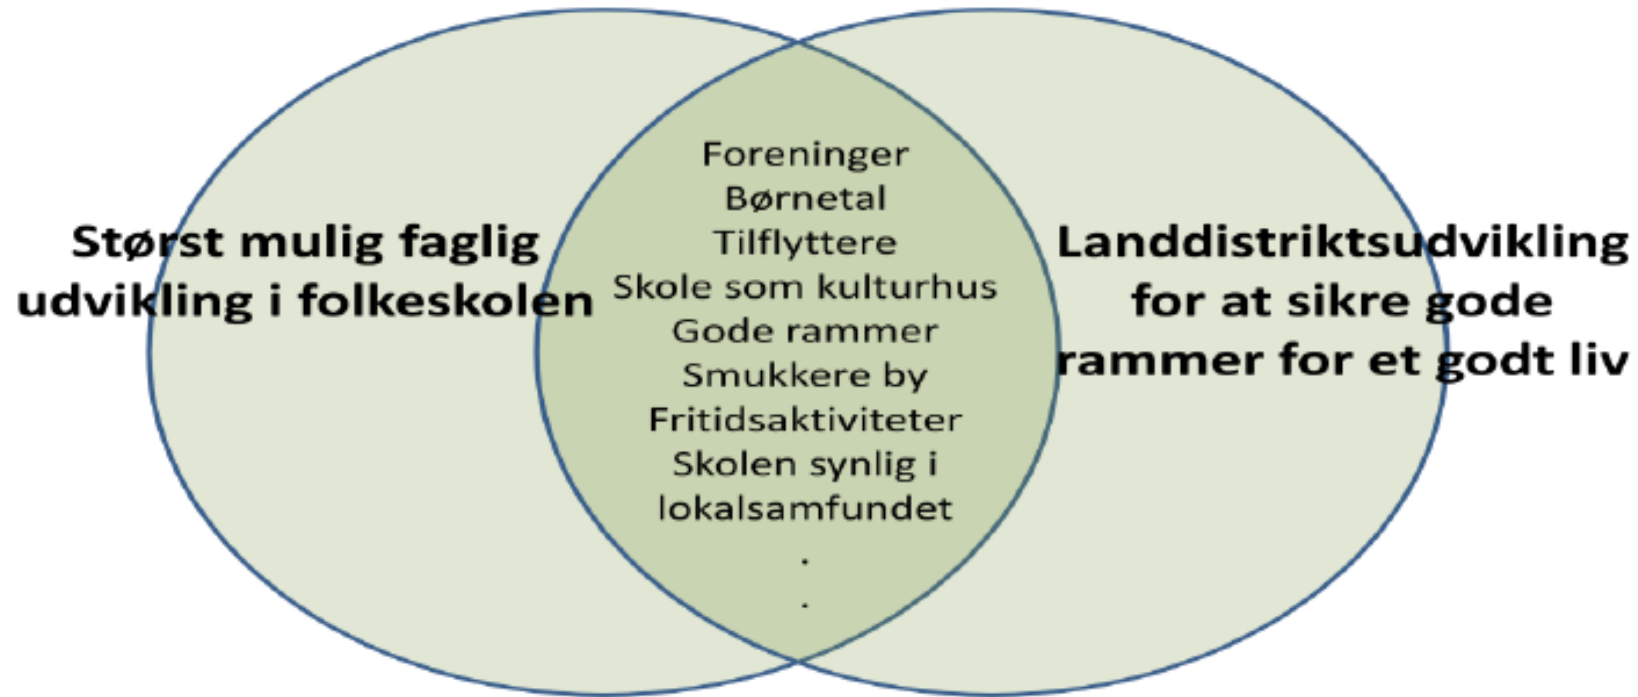 Størst mulig faglig
udvikling i folkeskolen
Foreninger
Børnetal
Tilflyttere
Skole som kulturhus
Gode rammer
Smukkere by
Fritidsaktiviteter
Skolen synlig i
lokalsamfundet
.
.
Landdistriktsudvikling
for at sikre gode
rammer for et godt liv